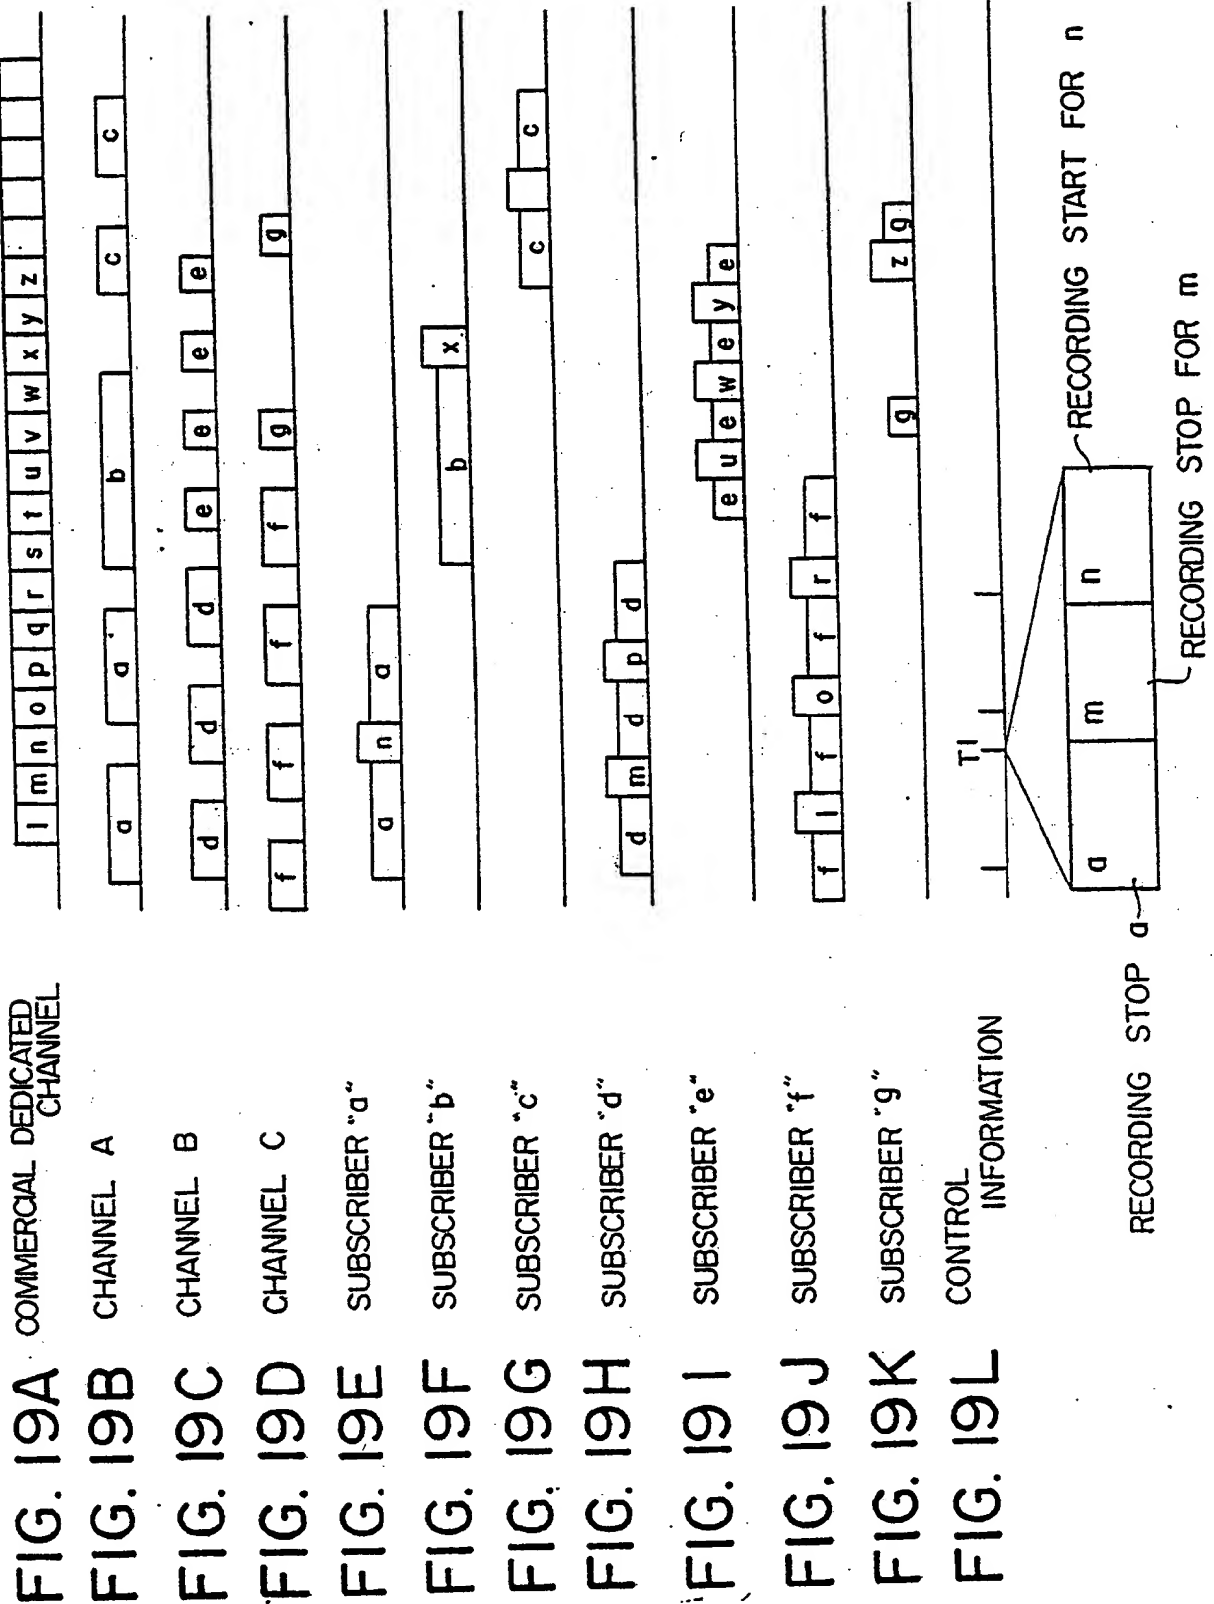 FIG. 19A COMMERCIAL DEDICATED CHANNEL
l m n o p q r s t u v w x y z
FIG. 19B CHANNEL A
a a b c c
FIG. 19C CHANNEL B
d d d e e e e
FIG. 19D CHANNEL C
f f f f g g
FIG. 19E SUBSCRIBER "a"
a n a
FIG. 19F SUBSCRIBER "b"
b x
FIG. 19G SUBSCRIBER "c"
c c
FIG. 19H SUBSCRIBER "d"
d m d p d
FIG. 19I SUBSCRIBER "e"
e u e w e y e
FIG. 19J SUBSCRIBER "f"
f l f o f r f
FIG. 19K SUBSCRIBER "g"
g z g
FIG. 19L CONTROL INFORMATION
T1
a m n
RECORDING START FOR n
RECORDING STOP FOR m
RECORDING STOP a